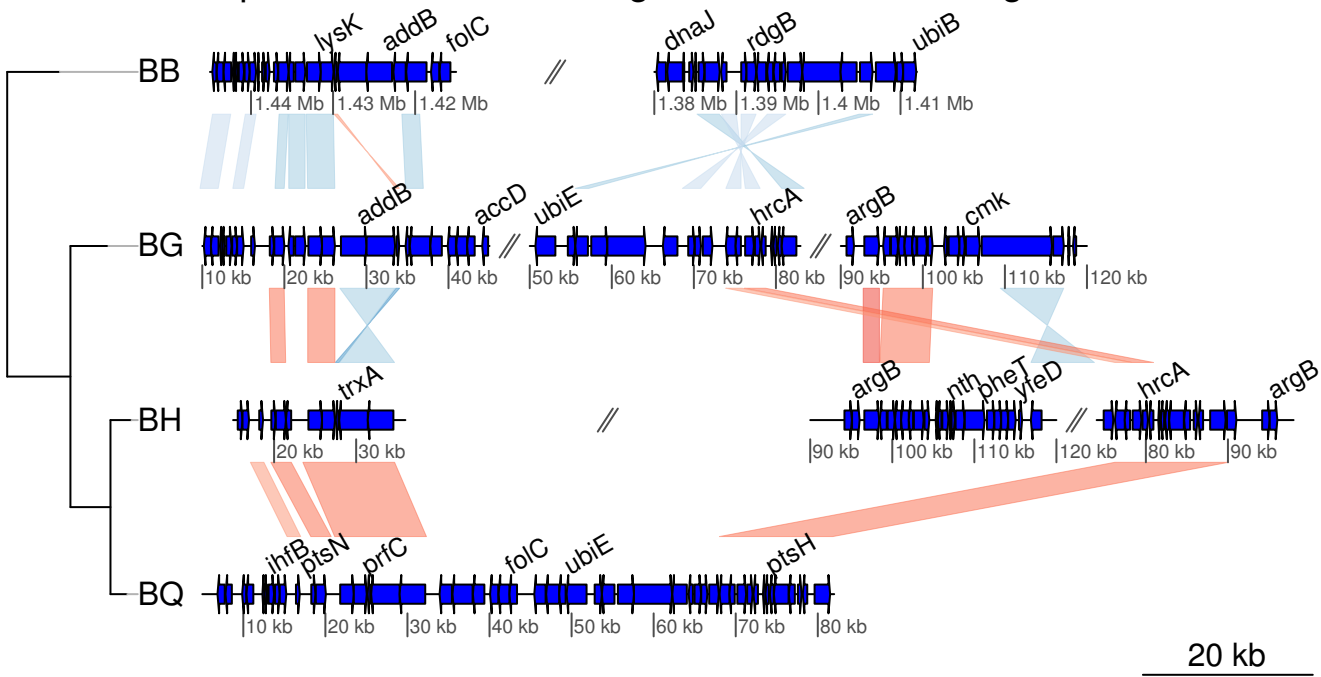 lysK addB folC dnaJ rdgB ubiB
BB
1.44 Mb 1.43 Mb 1.42 Mb 1.38 Mb 1.39 Mb 1.4 Mb 1.41 Mb
addB accD ubiE hrcA argB cmk
BG
10 kb 20 kb 30 kb 40 kb 50 kb 60 kb 70 kb 80 kb 90 kb 100 kb 110 kb 120 kb
trxA argB nth pheT yfeD hrcA argB
BH
20 kb 30 kb 90 kb 100 kb 110 kb 120 kb 80 kb 90 kb
ihfB ptsN prfC folC ubiE ptsH
BQ
10 kb 20 kb 30 kb 40 kb 50 kb 60 kb 70 kb 80 kb
20 kb